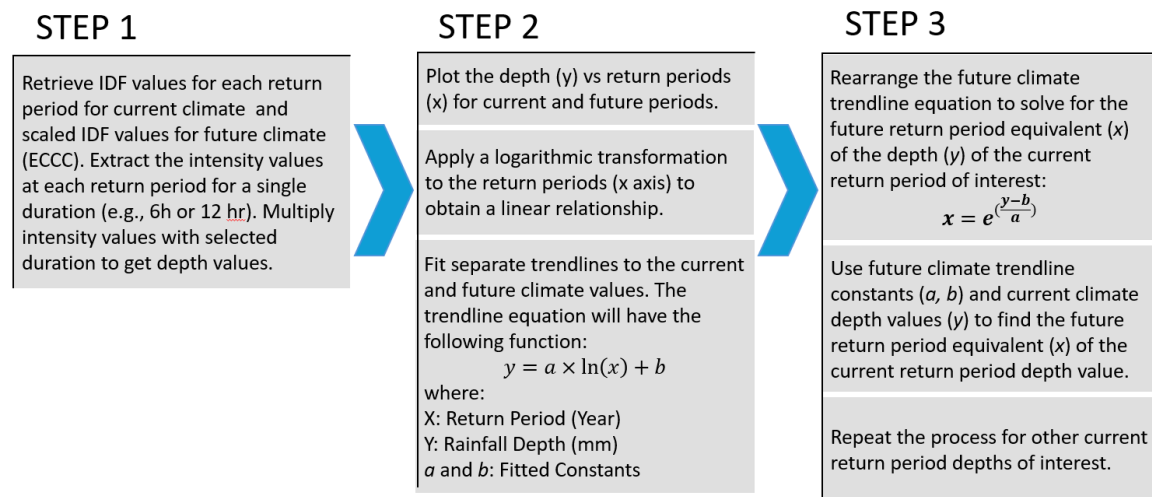 STEP 1
Retrieve IDF values for each return
period for current climate and
scaled IDF values for future climate
(ECCC). Extract the intensity values
at each return period for a single
duration (e.g., 6h or 12 hr). Multiply
intensity values with selected
duration to get depth values.
STEP 2
Plot the depth (y) vs return periods
(x) for current and future periods.
Apply a logarithmic transformation
to the return periods (x axis) to
obtain a linear relationship.
Fit separate trendlines to the current
and future climate values. The
trendline equation will have the
following function:
y = a × ln(x) + b
where:
X: Return Period (Year)
Y: Rainfall Depth (mm)
a and b: Fitted Constants
STEP 3
Rearrange the future climate
trendline equation to solve for the
future return period equivalent (x)
of the depth (y) of the current
return period of interest:
x = e^((y−b)/a)
Use future climate trendline
constants (a, b) and current climate
depth values (y) to find the future
return period equivalent (x) of the
current return period depth value.
Repeat the process for other current
return period depths of interest.